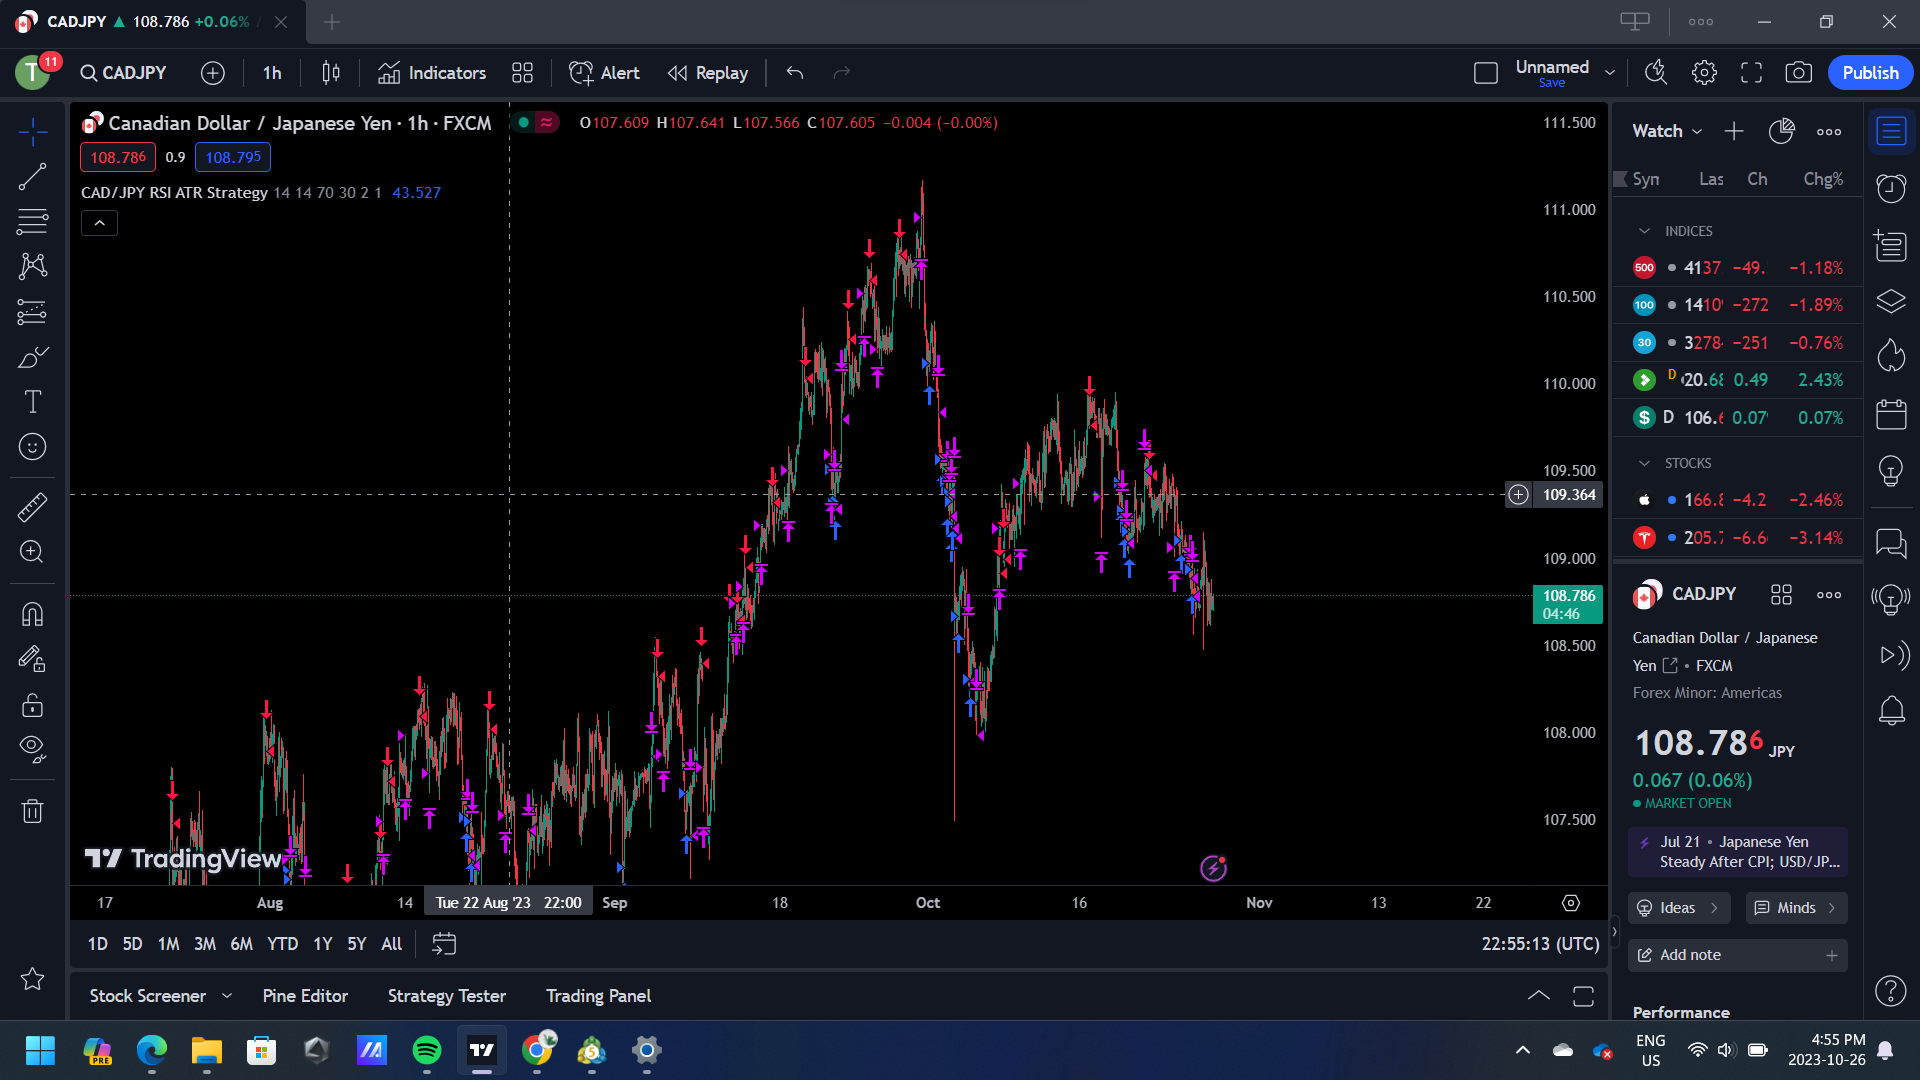 CADJPY ▲ 108.786 +0.06% /
T 11 CADJPY 1h Indicators Alert Replay Unnamed Save Publish
Canadian Dollar / Japanese Yen · 1h · FXCM O107.609 H107.641 L107.566 C107.605 −0.004 (−0.00%)
108.786 0.9 108.795
CAD/JPY RSI ATR Strategy 14 14 70 30 2 1 43.527
111.500
111.000
110.500
110.000
109.500
109.364
109.000
108.786
04:46
108.500
108.000
107.500
TradingView
17 Aug 14 Tue 22 Aug '23 22:00 Sep 18 Oct 16 Nov 13 22
1D 5D 1M 3M 6M YTD 1Y 5Y All 22:55:13 (UTC)
Stock Screener Pine Editor Strategy Tester Trading Panel
Watch
Syn Las Ch Chg%
INDICES
500 4137 −49. −1.18%
100 1410 −272 −1.89%
30 3278 −251 −0.76%
D 20.68 0.49 2.43%
$ D 106. 0.07 0.07%
STOCKS
166.8 −4.2 −2.46%
T 205.7 −6.6 −3.14%
CADJPY
Canadian Dollar / Japanese
Yen • FXCM
Forex Minor: Americas
108.786 JPY
0.067 (0.06%)
MARKET OPEN
Jul 21 • Japanese Yen
Steady After CPI; USD/JP...
Ideas Minds
Add note
Performance
PRE
5
ENG
US
4:55 PM
2023-10-26